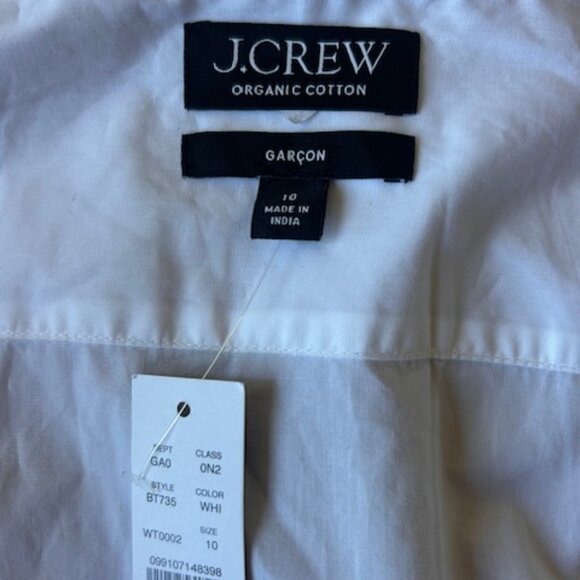 J.CREW
ORGANIC COTTON
GARÇON
10
MADE IN
INDIA
DEPT CLASS
GA0 0N2
STYLE COLOR
BT735 WHI
WT0002 SIZE
10
099107148398